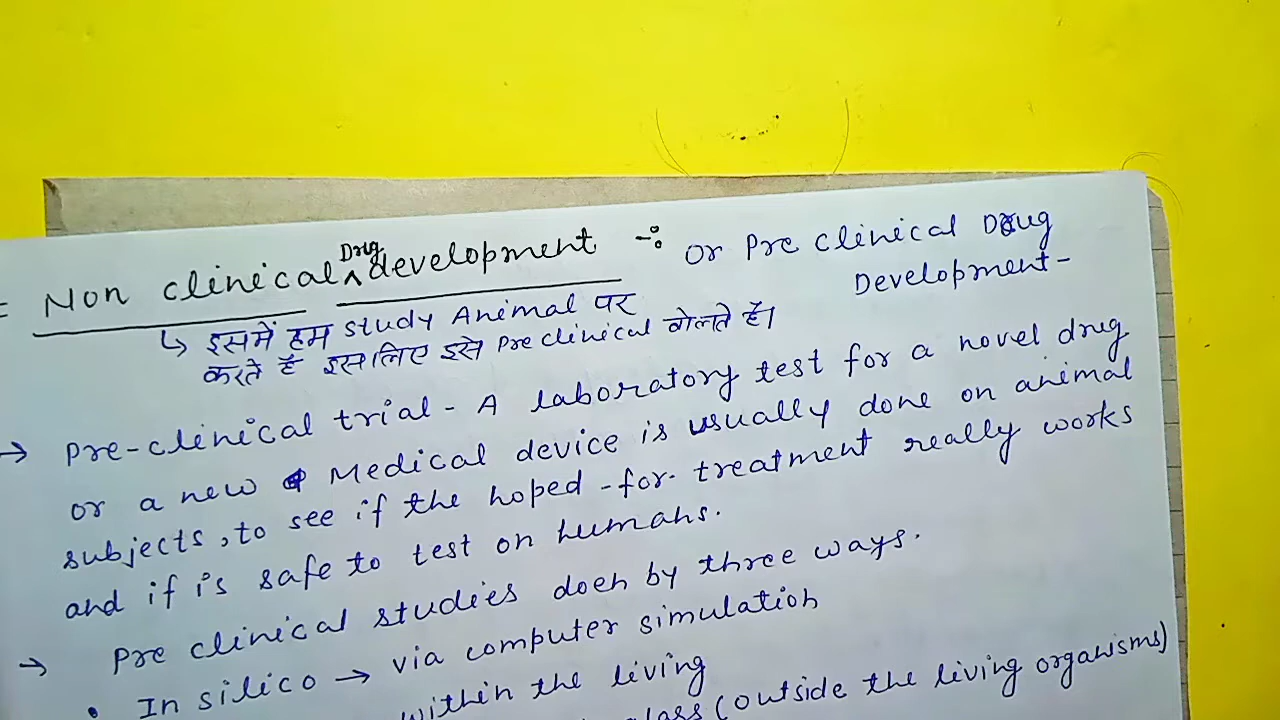 = Non clinical Drug development -: or Pre clinical Drug
Development-
↳ इसमें हम study Animal पर
करते हैं इसलिए इसे Pre clinical बोलते हैं।
→ Pre-clinical trial - A laboratory test for a novel drug
or a new Medical device is usually done on animal
subjects, to see if the hoped-for-treatment really works
and if is safe to test on humans.
→ Pre clinical studies doen by three ways.
• In silico → via computer simulation
within the living
(outside the living organisms)